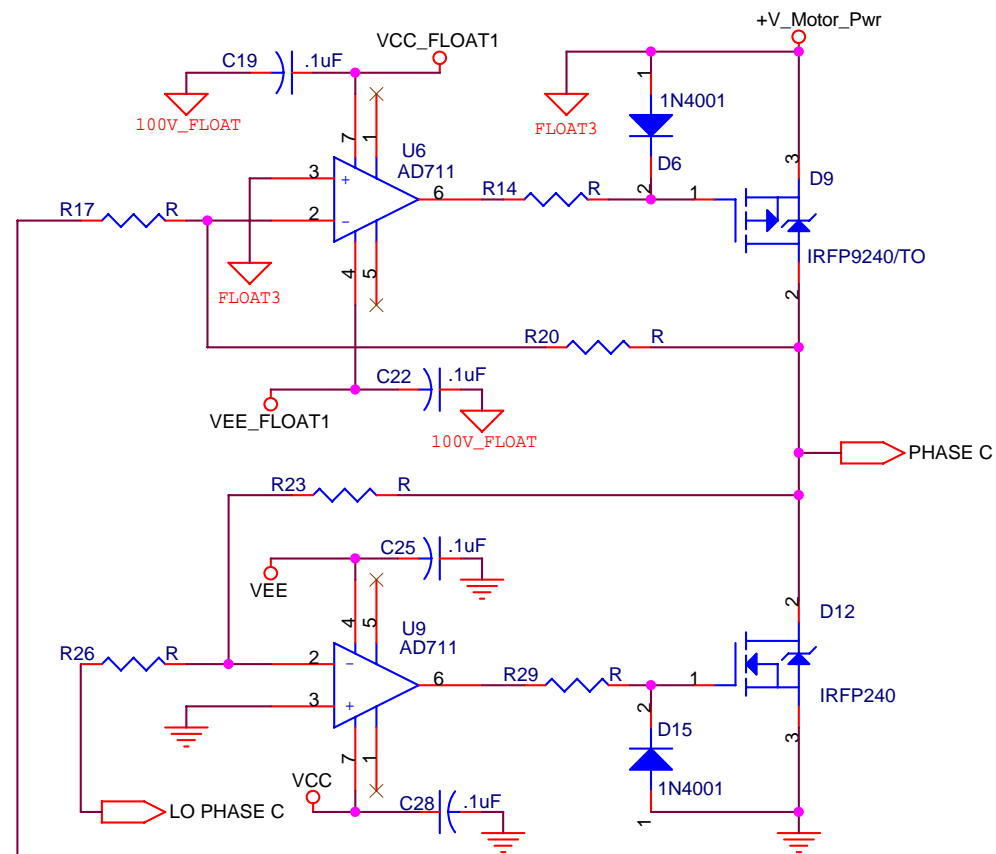 +V_Motor_Pwr
VCC_FLOAT1
C19 .1uF
100V_FLOAT
FLOAT3
1
1N4001
D6
2
7
1
U6
AD711
3
+
2
−
6
4
5
R14 R
1
3
D9
IRFP9240/TO
2
R17 R
FLOAT3
R20 R
C22 .1uF
VEE_FLOAT1
100V_FLOAT
PHASE C
R23 R
C25 .1uF
VEE
4
5
U9
AD711
2
−
3
+
6
7
1
R26 R
R29 R
1
2
D12
IRFP240
3
2
D15
1N4001
1
VCC
C28 .1uF
LO PHASE C